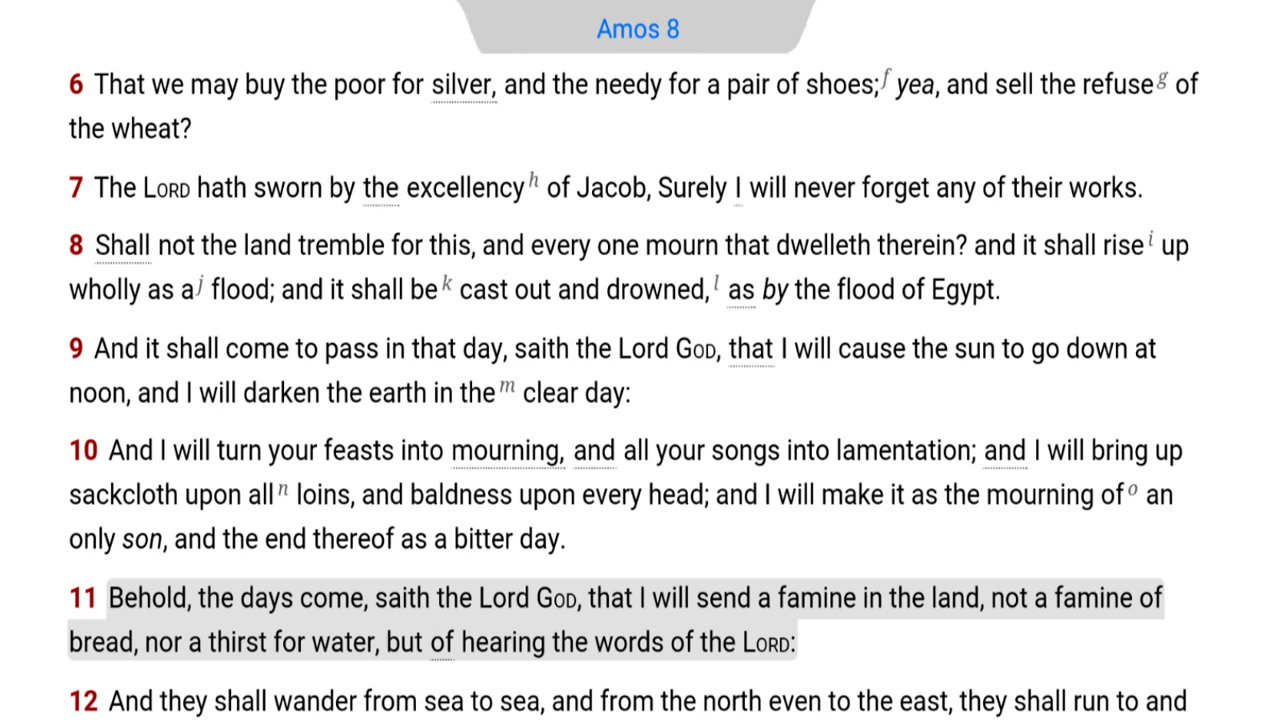 Amos 8
6 That we may buy the poor for silver, and the needy for a pair of shoes;f yea, and sell the refuseg of
the wheat?
7 The LORD hath sworn by the excellencyh of Jacob, Surely I will never forget any of their works.
8 Shall not the land tremble for this, and every one mourn that dwelleth therein? and it shall risei up
wholly as aj flood; and it shall bek cast out and drowned,l as by the flood of Egypt.
9 And it shall come to pass in that day, saith the Lord GOD, that I will cause the sun to go down at
noon, and I will darken the earth in them clear day:
10 And I will turn your feasts into mourning, and all your songs into lamentation; and I will bring up
sackcloth upon alln loins, and baldness upon every head; and I will make it as the mourning ofo an
only son, and the end thereof as a bitter day.
11 Behold, the days come, saith the Lord GOD, that I will send a famine in the land, not a famine of
bread, nor a thirst for water, but of hearing the words of the LORD:
12 And they shall wander from sea to sea, and from the north even to the east, they shall run to and